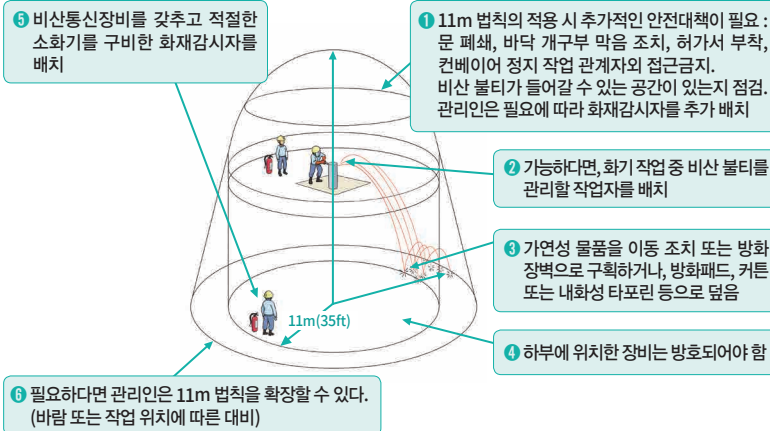 ❺ 비산통신장비를 갖추고 적절한
소화기를 구비한 화재감시자를
배치
❶ 11m 법칙의 적용 시 추가적인 안전대책이 필요 :
문 폐쇄, 바닥 개구부 막음 조치, 허가서 부착,
컨베이어 정지 작업 관계자외 접근금지.
비산 불티가 들어갈 수 있는 공간이 있는지 점검.
관리인은 필요에 따라 화재감시자를 추가 배치
❷ 가능하다면, 화기 작업 중 비산 불티를
관리할 작업자를 배치
❸ 가연성 물품을 이동 조치 또는 방화
장벽으로 구획하거나, 방화패드, 커튼
또는 내화성 타포린 등으로 덮음
11m(35ft)
❹ 하부에 위치한 장비는 방호되어야 함
❻ 필요하다면 관리인은 11m 법칙을 확장할 수 있다.
(바람 또는 작업 위치에 따른 대비)